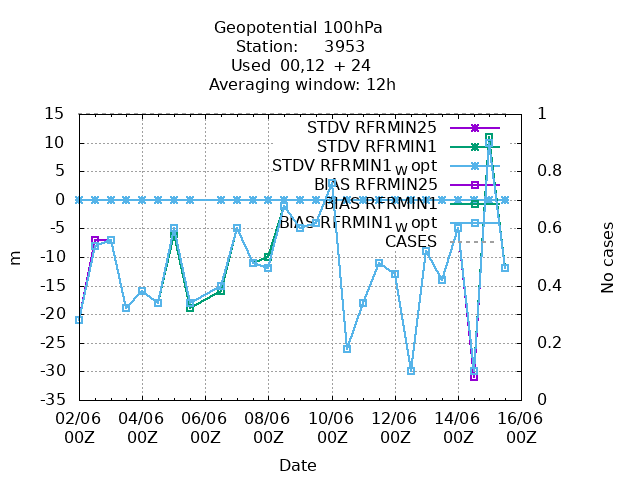 Geopotential 100hPa
Station: 3953
Used 00,12 + 24
Averaging window: 12h
15
10
5
0
-5
-10
-15
-20
-25
-30
-35
m
1
0.8
0.6
0.4
0.2
0
No cases
STDV RFRMIN25
STDV RFRMIN1
STDV RFRMIN1w opt
BIAS RFRMIN25
BIAS RFRMIN1
BIAS RFRMIN1w opt
CASES
02/06 04/06 06/06 08/06 10/06 12/06 14/06 16/06
00Z 00Z 00Z 00Z 00Z 00Z 00Z 00Z
Date